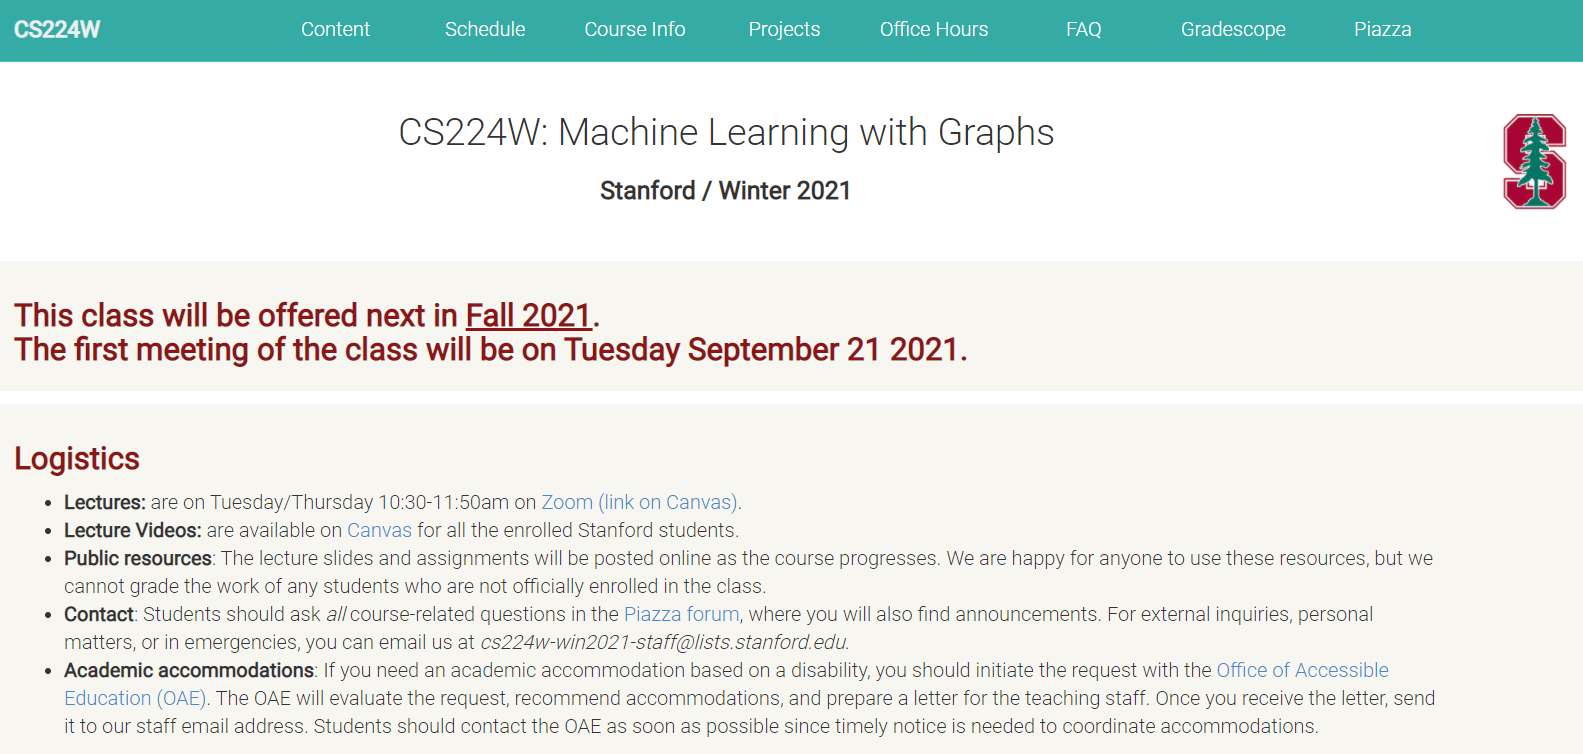 CS224W Content Schedule Course Info Projects Office Hours FAQ Gradescope Piazza
CS224W: Machine Learning with Graphs
Stanford / Winter 2021
This class will be offered next in Fall 2021.
The first meeting of the class will be on Tuesday September 21 2021.
Logistics
• Lectures: are on Tuesday/Thursday 10:30-11:50am on Zoom (link on Canvas).
• Lecture Videos: are available on Canvas for all the enrolled Stanford students.
• Public resources: The lecture slides and assignments will be posted online as the course progresses. We are happy for anyone to use these resources, but we
cannot grade the work of any students who are not officially enrolled in the class.
• Contact: Students should ask all course-related questions in the Piazza forum, where you will also find announcements. For external inquiries, personal
matters, or in emergencies, you can email us at cs224w-win2021-staff@lists.stanford.edu.
• Academic accommodations: If you need an academic accommodation based on a disability, you should initiate the request with the Office of Accessible
Education (OAE). The OAE will evaluate the request, recommend accommodations, and prepare a letter for the teaching staff. Once you receive the letter, send
it to our staff email address. Students should contact the OAE as soon as possible since timely notice is needed to coordinate accommodations.